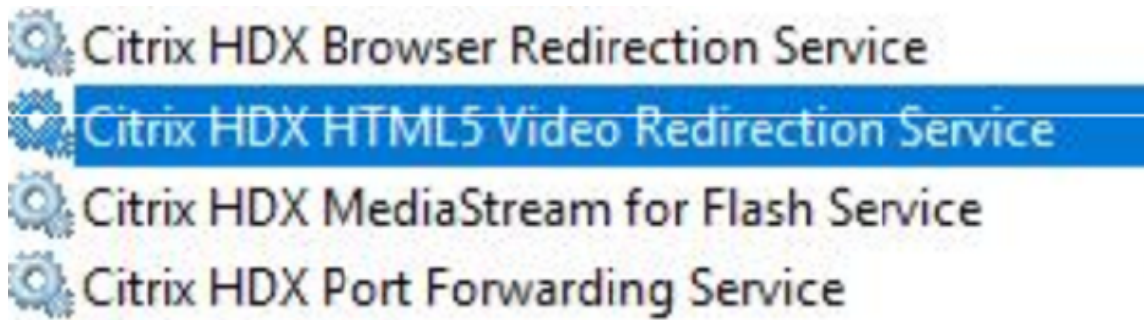 Citrix HDX Browser Redirection Service
Citrix HDX HTML5 Video Redirection Service
Citrix HDX MediaStream for Flash Service
Citrix HDX Port Forwarding Service